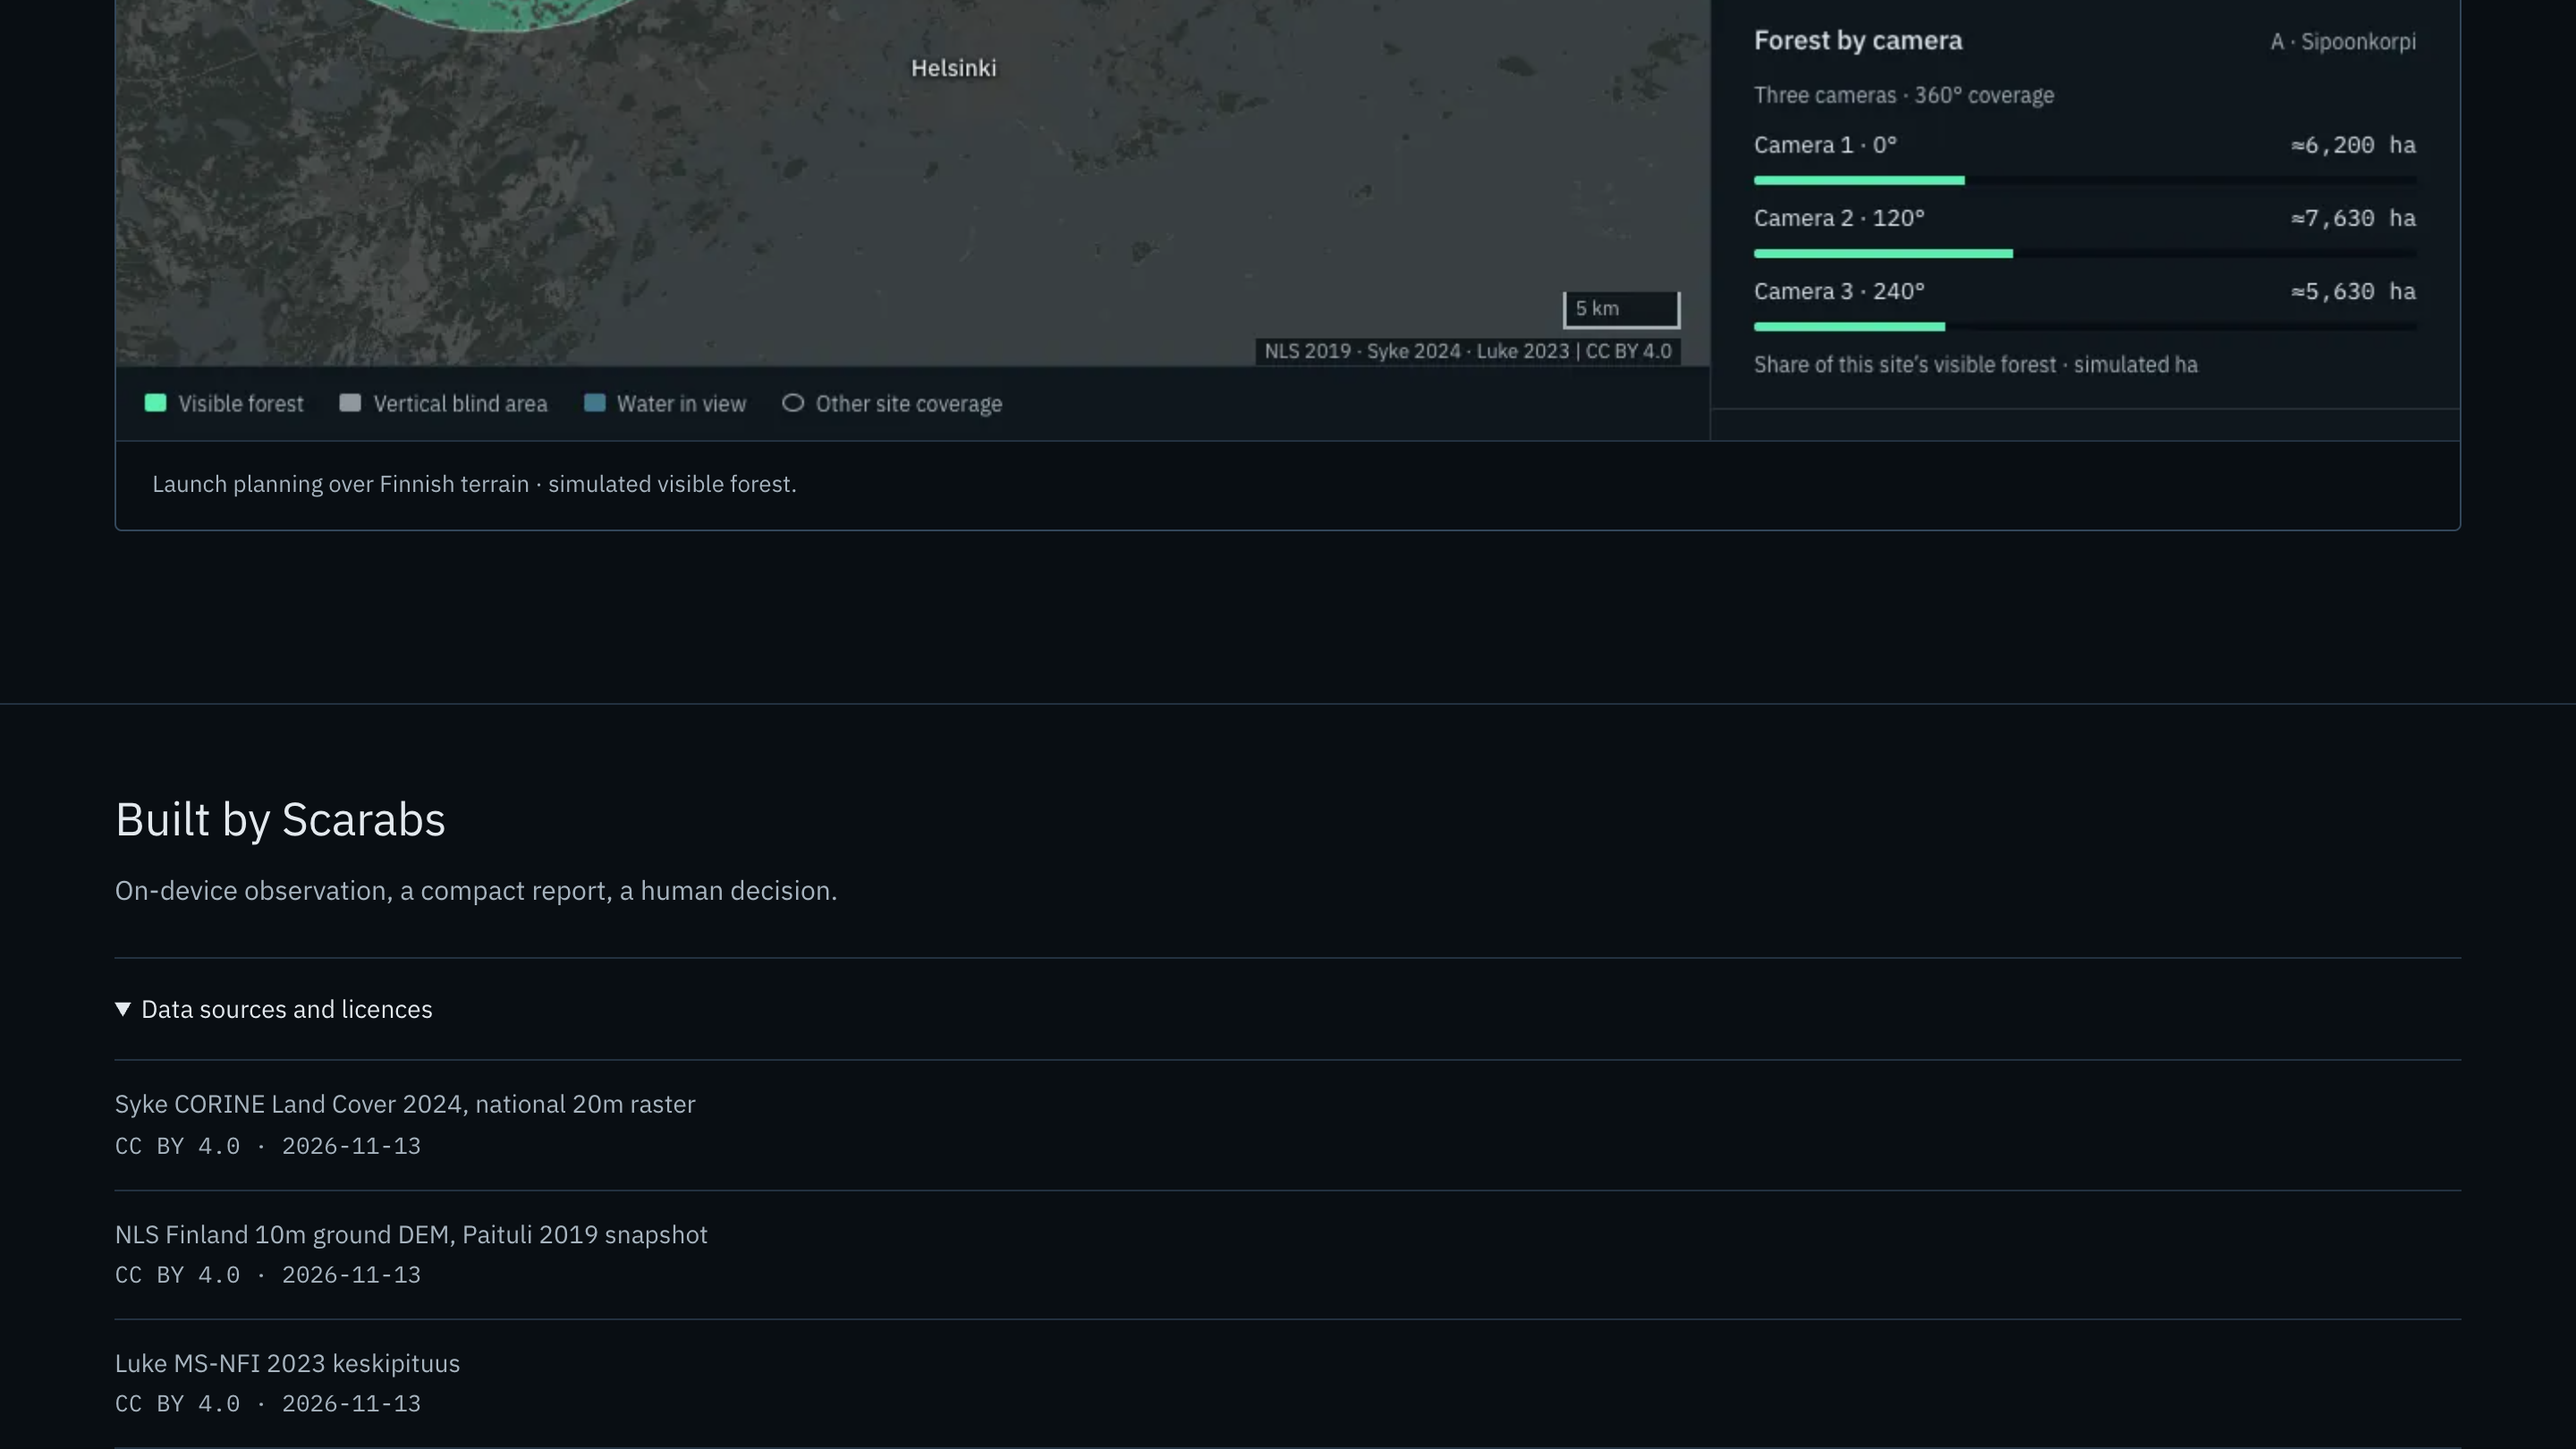 Helsinki
5 km
NLS 2019 · Syke 2024 · Luke 2023 | CC BY 4.0
Visible forest
Vertical blind area
Water in view
Other site coverage
Forest by camera
A · Sipoonkorpi
Three cameras · 360° coverage
Camera 1 · 0°
≈6,200 ha
Camera 2 · 120°
≈7,630 ha
Camera 3 · 240°
≈5,630 ha
Share of this site’s visible forest · simulated ha
Launch planning over Finnish terrain · simulated visible forest.
Built by Scarabs
On-device observation, a compact report, a human decision.
▼ Data sources and licences
Syke CORINE Land Cover 2024, national 20m raster
CC BY 4.0 · 2026-11-13
NLS Finland 10m ground DEM, Paituli 2019 snapshot
CC BY 4.0 · 2026-11-13
Luke MS-NFI 2023 keskipituus
CC BY 4.0 · 2026-11-13